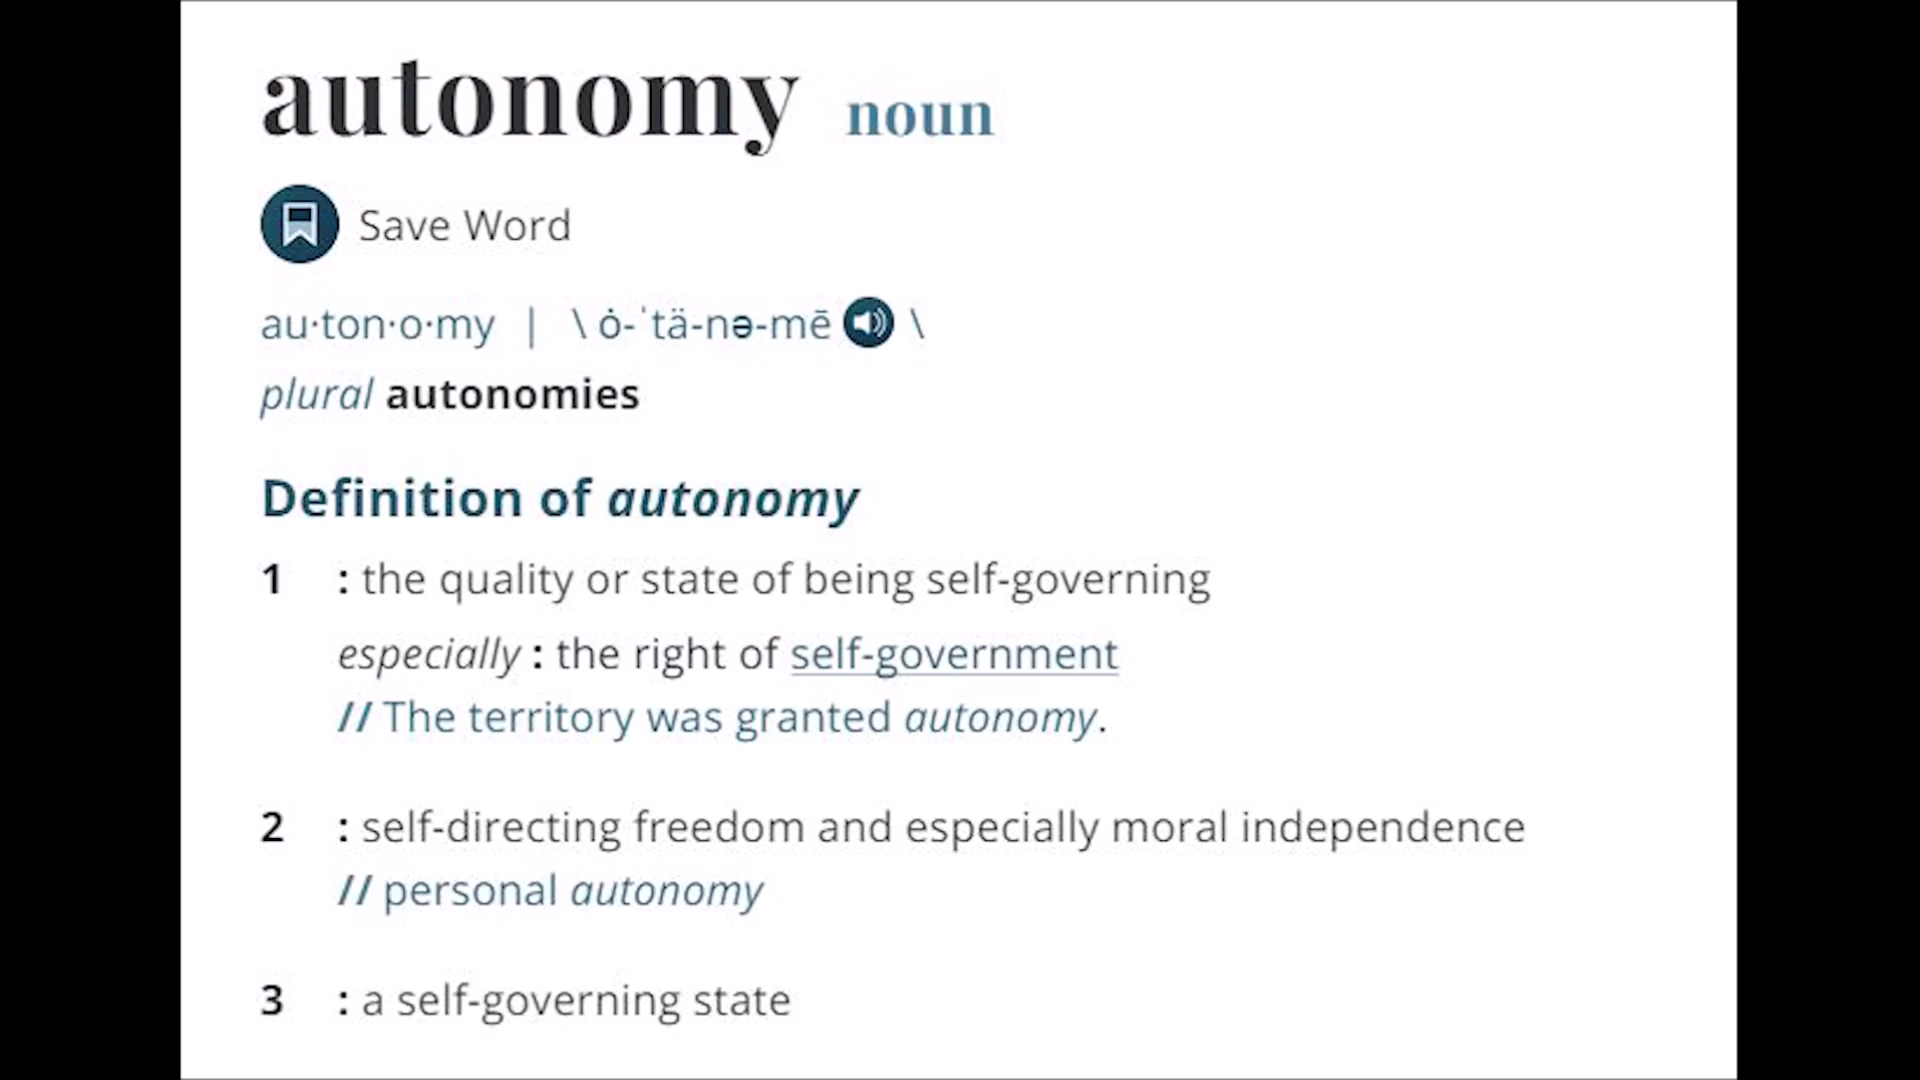 autonomy noun
Save Word
au·ton·o·my | \ ȯ-ˈtä-nə-mē \
plural autonomies
Definition of autonomy
1 : the quality or state of being self-governing
especially : the right of self-government
// The territory was granted autonomy.
2 : self-directing freedom and especially moral independence
// personal autonomy
3 : a self-governing state